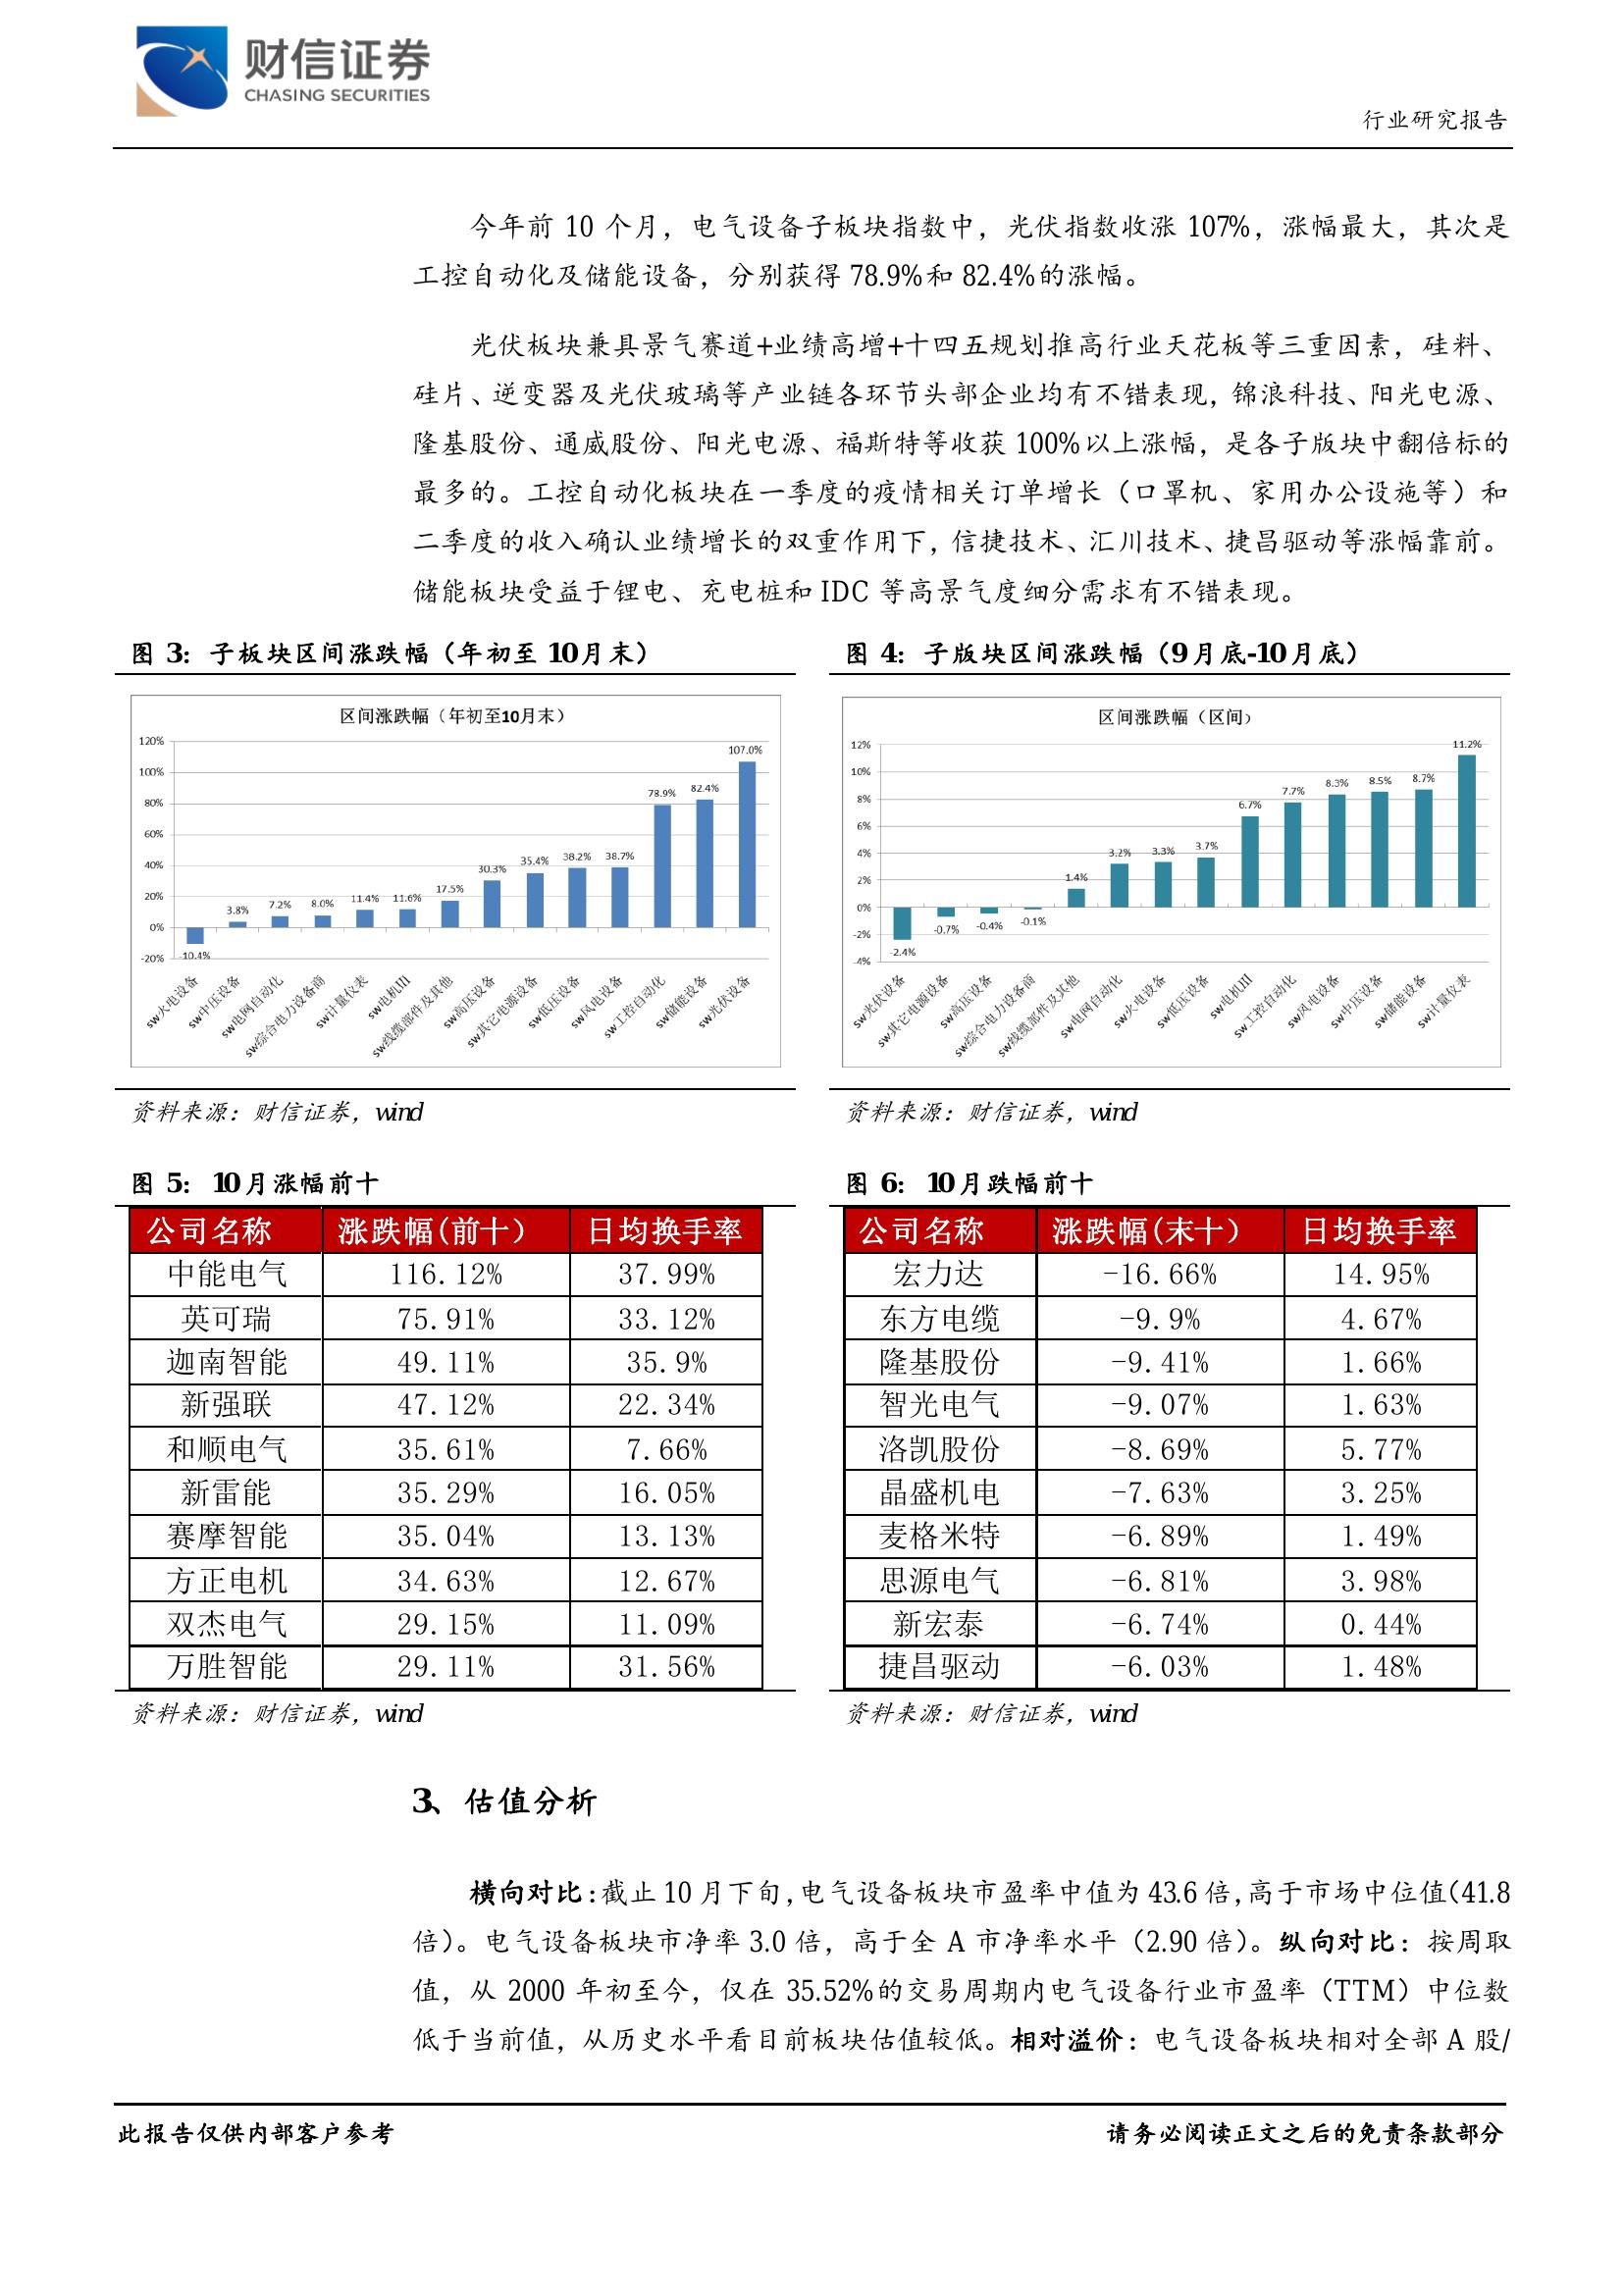 财信证券
CHASING SECURITIES
行业研究报告
今年前 10 个月，电气设备子板块指数中，光伏指数收涨 107%，涨幅最大，其次是
工控自动化及储能设备，分别获得 78.9%和 82.4%的涨幅。
光伏板块兼具景气赛道+业绩高增+十四五规划推高行业天花板等三重因素，硅料、
硅片、逆变器及光伏玻璃等产业链各环节头部企业均有不错表现，锦浪科技、阳光电源、
隆基股份、通威股份、阳光电源、福斯特等收获 100%以上涨幅，是各子版块中翻倍标的
最多的。工控自动化板块在一季度的疫情相关订单增长（口罩机、家用办公设施等）和
二季度的收入确认业绩增长的双重作用下，信捷技术、汇川技术、捷昌驱动等涨幅靠前。
储能板块受益于锂电、充电桩和 IDC 等高景气度细分需求有不错表现。
图 3：子板块区间涨跌幅（年初至 10月末）
区间涨跌幅（年初至10月末）
120%
100%
80%
60%
40%
20%
0%
-20%
-10.4%
3.8%
7.2%
8.0%
11.4%
11.6%
17.5%
30.3%
35.4%
38.2%
38.7%
78.9%
82.4%
107.0%
sw火电设备
sw中压设备
sw电网自动化
sw综合电力设备商
sw计量仪表
sw电机III
sw线缆部件及其他
sw高压设备
sw其它电源设备
sw低压设备
sw风电设备
sw工控自动化
sw储能设备
sw光伏设备
资料来源：财信证券，wind
图 4：子版块区间涨跌幅（9月底-10月底）
区间涨跌幅（区间）
12%
10%
8%
6%
4%
2%
0%
-2%
-4%
-2.4%
-0.7%
-0.4%
-0.1%
1.4%
3.2%
3.3%
3.7%
6.7%
7.7%
8.3%
8.5%
8.7%
11.2%
sw光伏设备
sw其它电源设备
sw高压设备
sw综合电力设备商
sw线缆部件及其他
sw电网自动化
sw火电设备
sw低压设备
sw电机III
sw工控自动化
sw风电设备
sw中压设备
sw储能设备
sw计量仪表
资料来源：财信证券，wind
图 5：10月涨幅前十
公司名称 涨跌幅(前十） 日均换手率
中能电气 116.12% 37.99%
英可瑞 75.91% 33.12%
迦南智能 49.11% 35.9%
新强联 47.12% 22.34%
和顺电气 35.61% 7.66%
新雷能 35.29% 16.05%
赛摩智能 35.04% 13.13%
方正电机 34.63% 12.67%
双杰电气 29.15% 11.09%
万胜智能 29.11% 31.56%
资料来源：财信证券，wind
图 6：10月跌幅前十
公司名称 涨跌幅(末十） 日均换手率
宏力达 -16.66% 14.95%
东方电缆 -9.9% 4.67%
隆基股份 -9.41% 1.66%
智光电气 -9.07% 1.63%
洛凯股份 -8.69% 5.77%
晶盛机电 -7.63% 3.25%
麦格米特 -6.89% 1.49%
思源电气 -6.81% 3.98%
新宏泰 -6.74% 0.44%
捷昌驱动 -6.03% 1.48%
资料来源：财信证券，wind
3、估值分析
横向对比：截止 10 月下旬，电气设备板块市盈率中值为 43.6 倍，高于市场中位值（41.8
倍）。电气设备板块市净率 3.0 倍，高于全 A 市净率水平（2.90 倍）。纵向对比：按周取
值，从 2000 年初至今，仅在 35.52%的交易周期内电气设备行业市盈率（TTM）中位数
低于当前值，从历史水平看目前板块估值较低。相对溢价：电气设备板块相对全部 A 股/
此报告仅供内部客户参考
请务必阅读正文之后的免责条款部分